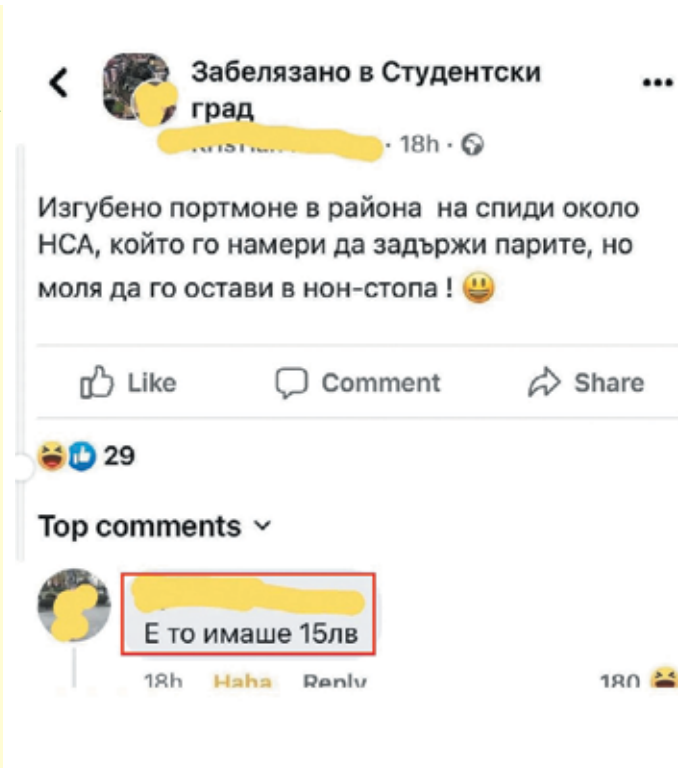 Забелязано в Студентски
град
· 18h ·
Изгубено портмоне в района на спиди около
НСА, който го намери да задържи парите, но
моля да го остави в нон-стопа !
Like Comment Share
29
Top comments
Е то имаше 15лв
18h Haha Reply 180